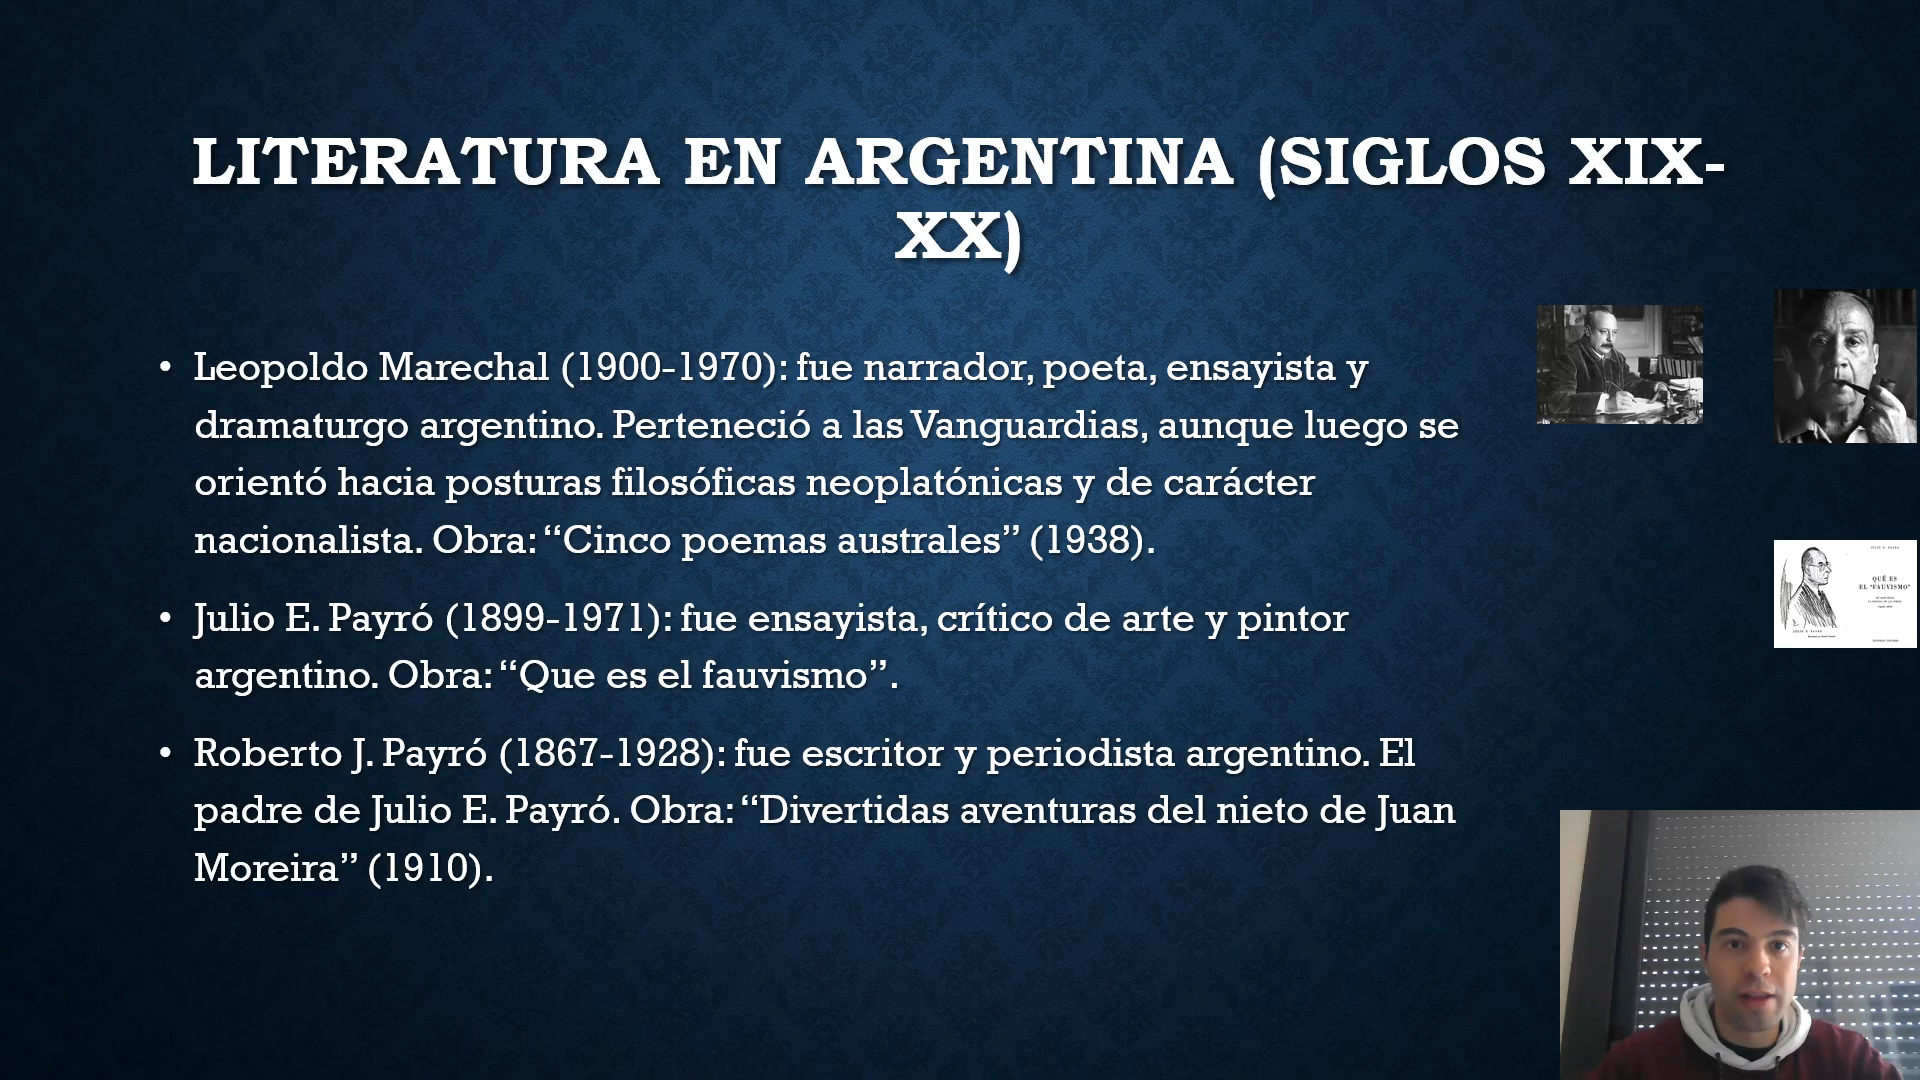 LITERATURA EN ARGENTINA (SIGLOS XIX-
XX)
• Leopoldo Marechal (1900-1970): fue narrador, poeta, ensayista y
dramaturgo argentino. Perteneció a las Vanguardias, aunque luego se
orientó hacia posturas filosóficas neoplatónicas y de carácter
nacionalista. Obra: “Cinco poemas australes” (1938).
• Julio E. Payró (1899-1971): fue ensayista, crítico de arte y pintor
argentino. Obra: “Que es el fauvismo”.
• Roberto J. Payró (1867-1928): fue escritor y periodista argentino. El
padre de Julio E. Payró. Obra: “Divertidas aventuras del nieto de Juan
Moreira” (1910).
JULIO E. PAYRÓ
QUÉ ES
EL "FAUVISMO"
JULIO E. PAYRÓ